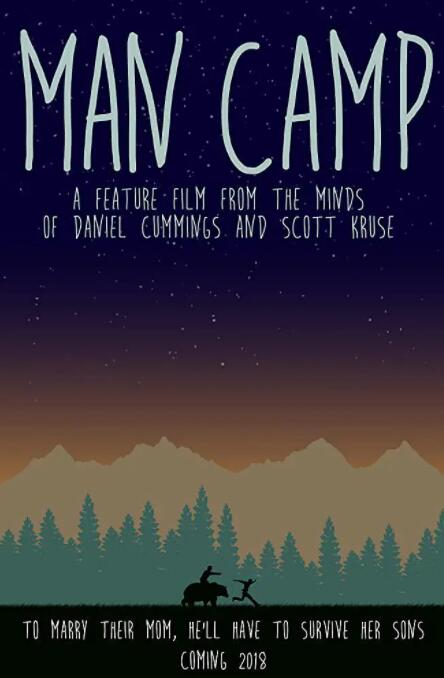 MAN CAMP
A FEATURE FILM FROM THE MINDS
OF DANIEL CUMMINGS AND SCOTT KRUSE
TO MARRY THEIR MOM, HE'LL HAVE TO SURVIVE HER SONS
COMING 2018